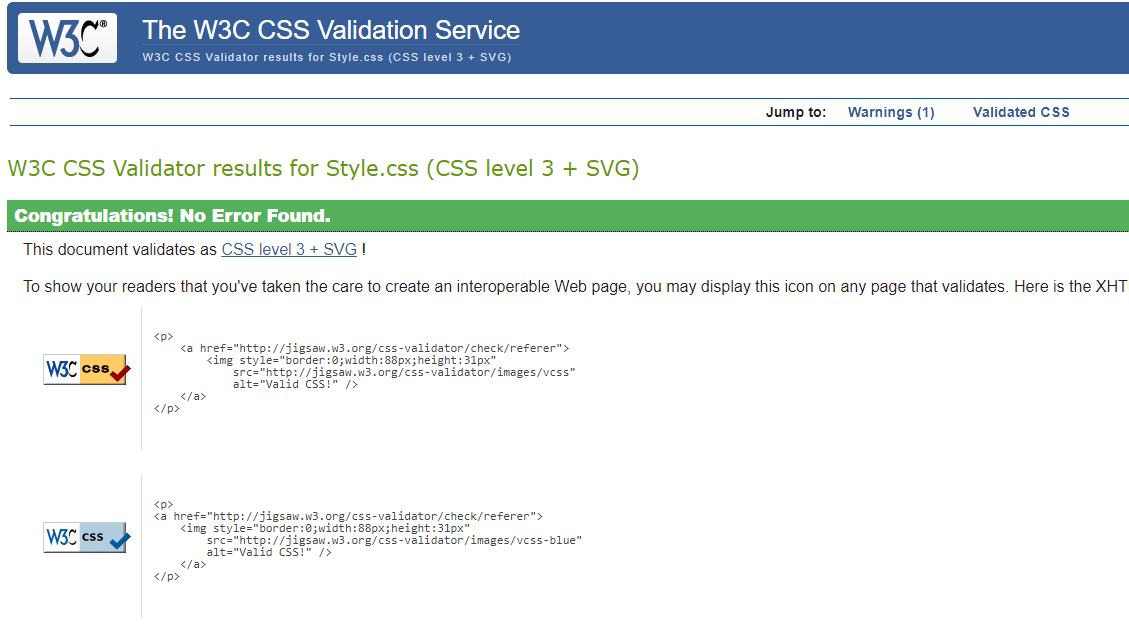 W3C® The W3C CSS Validation Service
W3C CSS Validator results for Style.css (CSS level 3 + SVG)
Jump to: Warnings (1) Validated CSS
W3C CSS Validator results for Style.css (CSS level 3 + SVG)
Congratulations! No Error Found.
This document validates as CSS level 3 + SVG !
To show your readers that you've taken the care to create an interoperable Web page, you may display this icon on any page that validates. Here is the XHT
W3C css
<p>
<a href="http://jigsaw.w3.org/css-validator/check/referer">
<img style="border:0;width:88px;height:31px"
src="http://jigsaw.w3.org/css-validator/images/vcss"
alt="Valid CSS!" />
</a>
</p>
W3C css
<p>
<a href="http://jigsaw.w3.org/css-validator/check/referer">
<img style="border:0;width:88px;height:31px"
src="http://jigsaw.w3.org/css-validator/images/vcss-blue"
alt="Valid CSS!" />
</a>
</p>